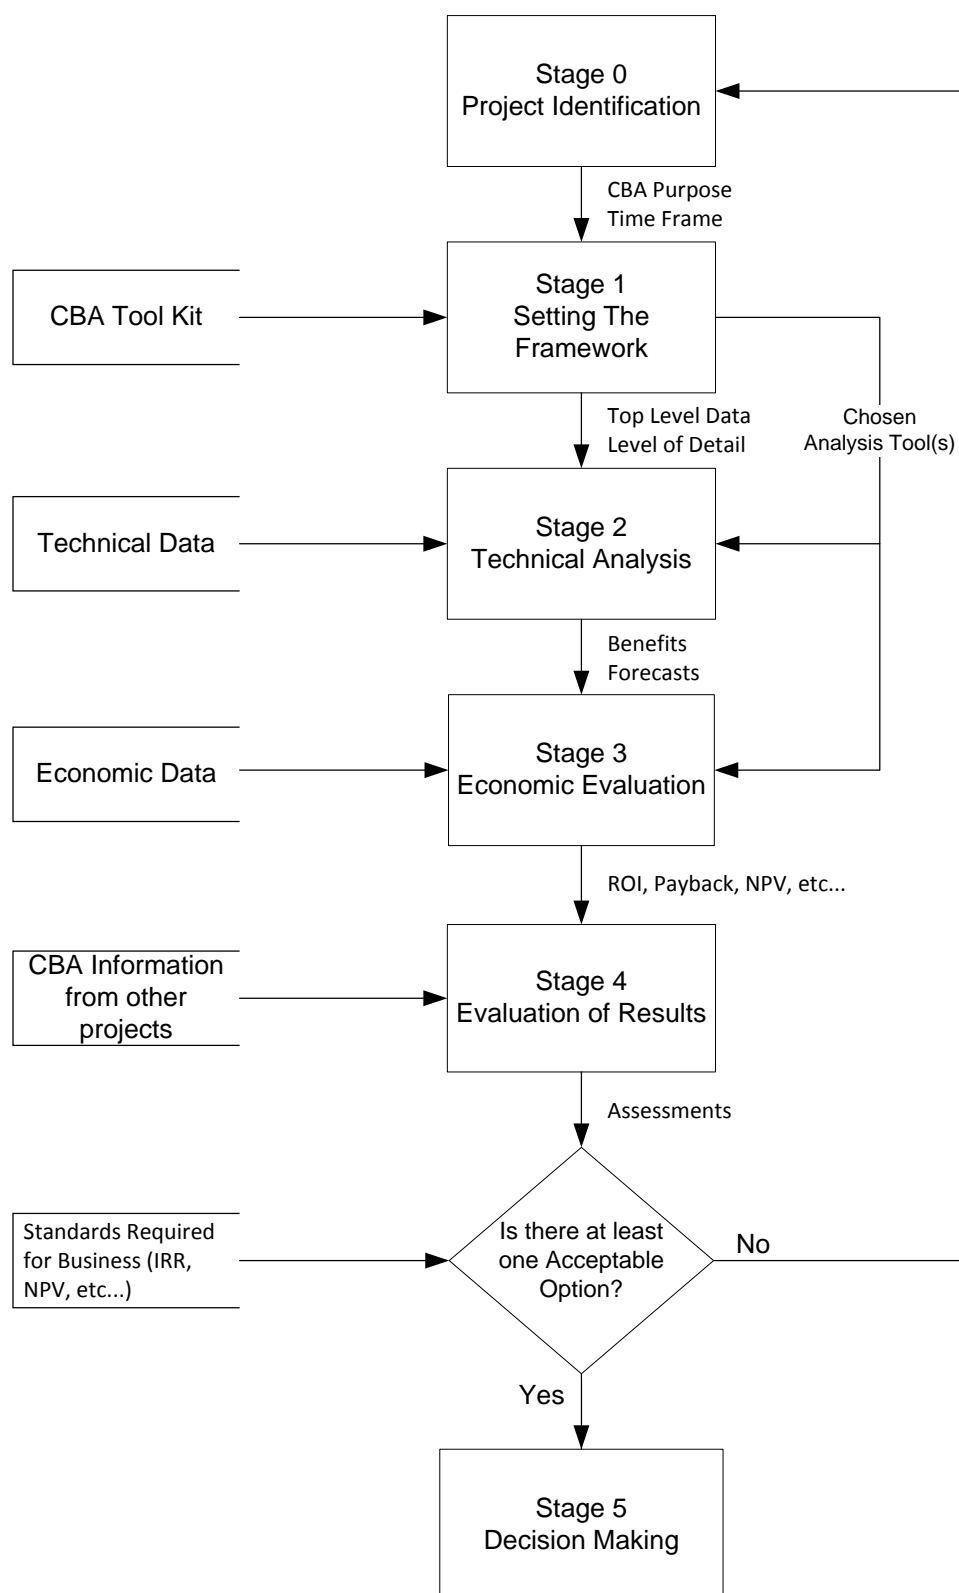 Stage 0
Project Identification
CBA Purpose
Time Frame
CBA Tool Kit
Stage 1
Setting The
Framework
Top Level Data
Level of Detail
Chosen
Analysis Tool(s)
Technical Data
Stage 2
Technical Analysis
Benefits
Forecasts
Economic Data
Stage 3
Economic Evaluation
ROI, Payback, NPV, etc...
CBA Information
from other
projects
Stage 4
Evaluation of Results
Assessments
Standards Required
for Business (IRR,
NPV, etc...)
Is there at least
one Acceptable
Option?
No
Yes
Stage 5
Decision Making